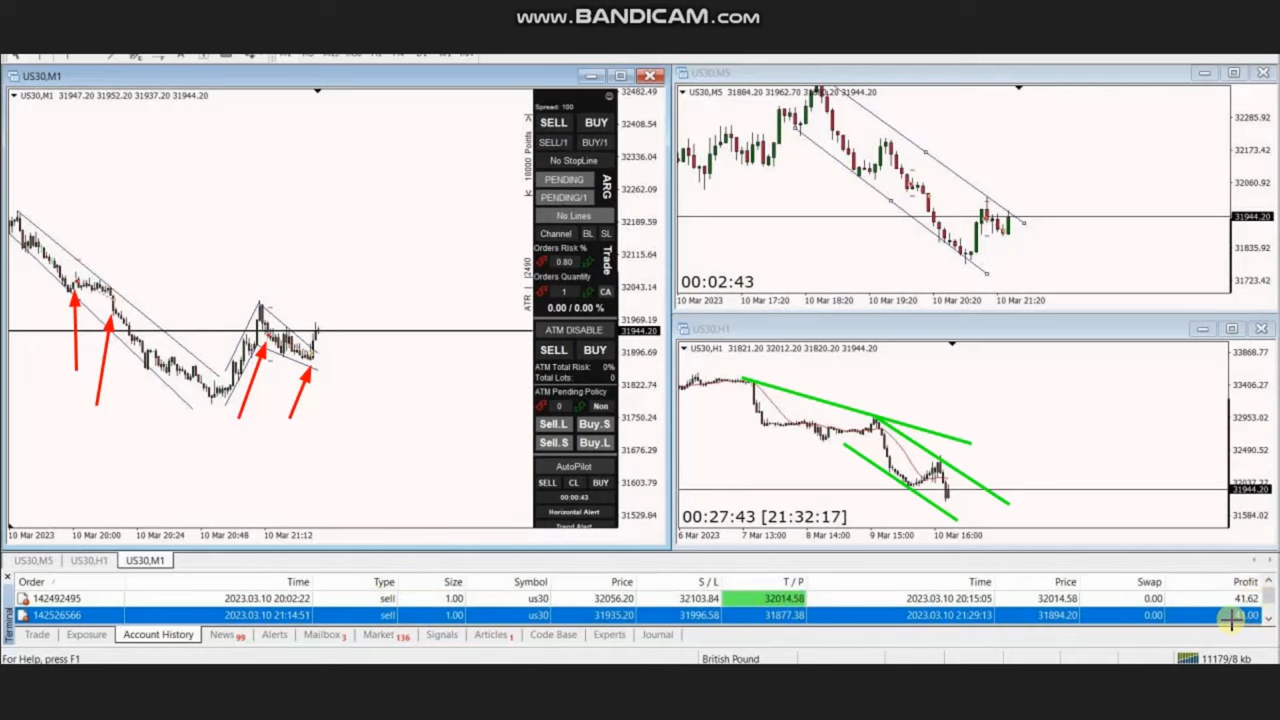 www.BANDICAM.com
US30,M1
US30,M1 31947.20 31952.20 31937.20 31944.20
32482.49
32408.54
32336.04
32262.09
32189.59
32115.64
32043.14
31969.19
31944.20
31896.69
31822.74
31750.24
31676.29
31603.79
31529.84
18000 Points
ATR | 2490
Spread: 100
SELL BUY
SELL/1 BUY/1
No StopLine
PENDING
PENDING/1
ARG
No Lines
Channel BL SL
Orders Risk %
0.80
Trade
Orders Quantity
1 CA
0.00 / 0.00 %
ATM DISABLE
SELL BUY
ATM Total Risk: 0%
Total Lots: 0
ATM Pending Policy
0 Non
Sell.L Buy.S
Sell.S Buy.L
AutoPilot
SELL CL BUY
00:00:43
Horizontal Alert
Trend Alert
10 Mar 2023 10 Mar 20:00 10 Mar 20:24 10 Mar 20:48 10 Mar 21:12
US30,M5
US30,M5 31884.20 31962.70 31944.20
32285.92
32173.42
32060.92
31944.20
31835.92
31723.42
00:02:43
10 Mar 2023 10 Mar 17:20 10 Mar 18:20 10 Mar 19:20 10 Mar 20:20 10 Mar 21:20
US30,H1
US30,H1 31821.20 32012.20 31820.20 31944.20
33868.77
33406.27
32953.02
32490.52
31944.20
31584.02
00:27:43 [21:32:17]
6 Mar 2023 7 Mar 13:00 8 Mar 14:00 9 Mar 15:00 10 Mar 16:00
US30,M5 US30,H1 US30,M1
Order Time Type Size Symbol Price S / L T / P Time Price Swap Profit
142492495 2023.03.10 20:02:22 sell 1.00 us30 32056.20 32103.84 32014.58 2023.03.10 20:15:05 32014.58 0.00 41.62
142526566 2023.03.10 21:14:51 sell 1.00 us30 31935.20 31996.58 31877.38 2023.03.10 21:29:13 31894.20 0.00
Terminal
Trade Exposure Account History News 99 Alerts Mailbox 3 Market 136 Signals Articles 1 Code Base Experts Journal
For Help, press F1 British Pound 11179/8 kb